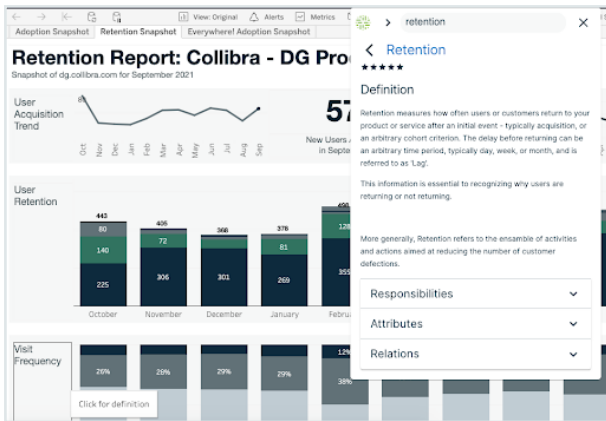 View: Original
Alerts
Metrics
retention
Adoption Snapshot
Retention Snapshot
Everywhere! Adoption Snapshot
Retention Report: Collibra - DG Pro
Snapshot of dg.collibra.com for September 2021
User
Acquisition
Trend
Oct
Nov
Dec
Jan
Feb
Mar
Apr
May
Jun
Jul
Aug
Sep
57
New Users
in Septe
User
Retention
443
80
140
225
October
405
72
306
November
368
301
December
378
81
269
January
498
128
355
Februa
Visit
Frequency
26%
28%
29%
29%
12%
38%
Click for definition
Retention
★★★★★
Definition
Retention measures how often users or customers return to your
product or service after an initial event - typically acquisition, or
an arbitrary cohort criterion. The delay before returning can be
an arbitrary time period, typically day, week, or month, and is
referred to as 'Lag'.
This information is essential to recognizing why users are
returning or not returning.
More generally, Retention refers to the ensamble of activities
and actions aimed at reducing the number of customer
defections.
Responsibilities
Attributes
Relations